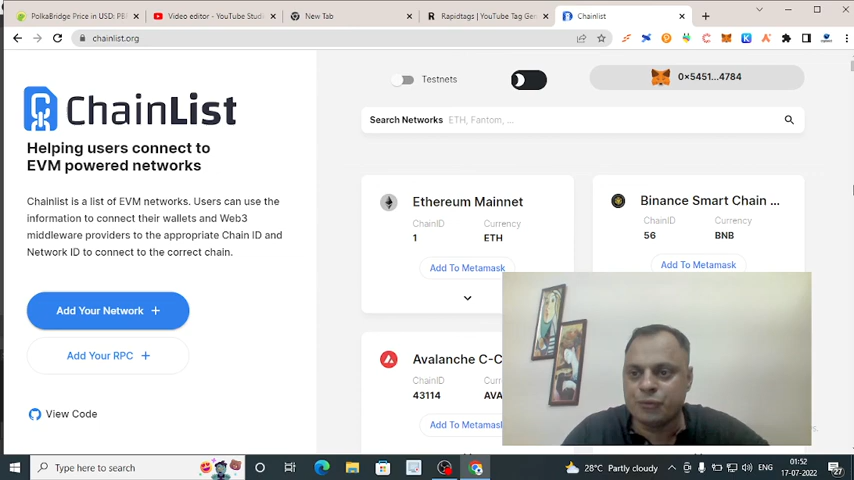 PolkaBridge Price in USD: PB
Video editor - YouTube Studi
New Tab
Rapidtags | YouTube Tag Gen
Chainlist
chainlist.org
ChainList
Helping users connect to
EVM powered networks
Chainlist is a list of EVM networks. Users can use the
information to connect their wallets and Web3
middleware providers to the appropriate Chain ID and
Network ID to connect to the correct chain.
Add Your Network +
Add Your RPC +
View Code
Testnets
0x5451...4784
Search Networks ETH, Fantom, ...
Ethereum Mainnet
ChainID Currency
1 ETH
Add To Metamask
Binance Smart Chain ...
ChainID Currency
56 BNB
Add To Metamask
Avalanche C-C
ChainID Curr
43114 AVA
Add To Metamask
Type here to search
28°C Partly cloudy
ENG
01:52
17-07-2022
27